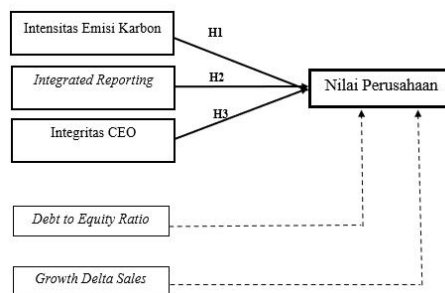 Intensitas Emisi Karbon
H1
Integrated Reporting
H2
Nilai Perusahaan
H3
Integritas CEO
Debt to Equity Ratio
Growth Delta Sales